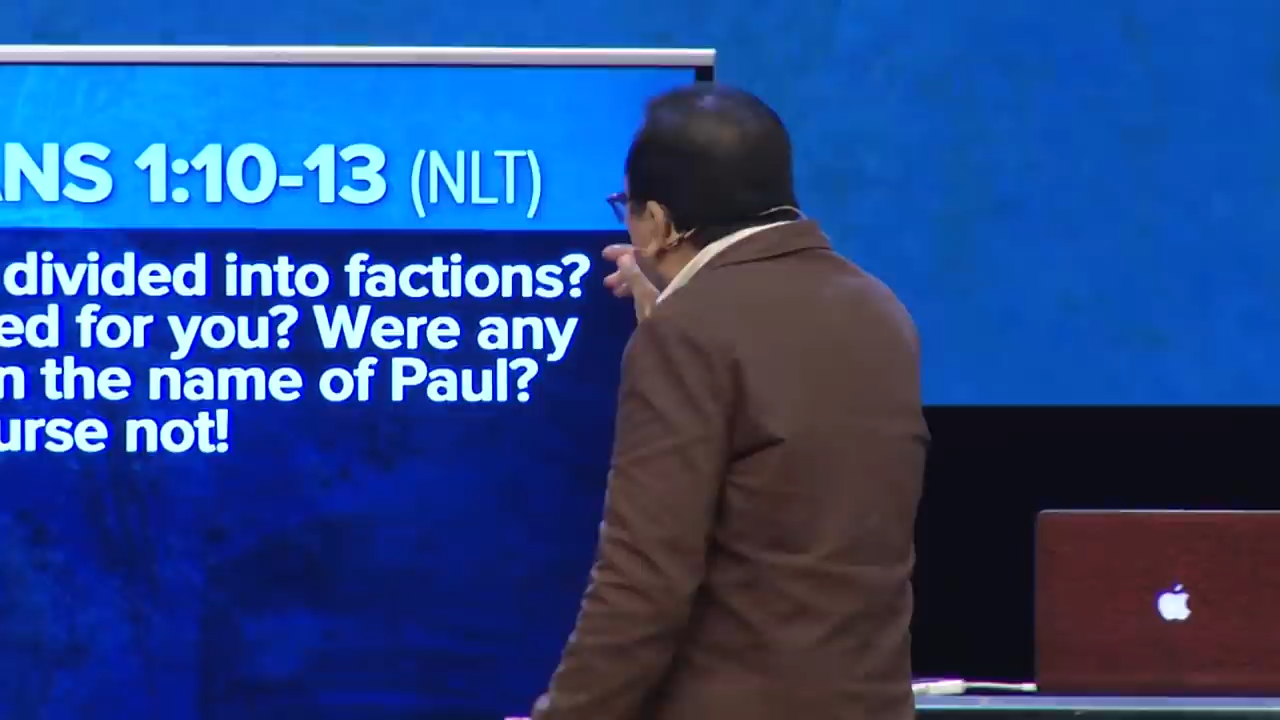 ANS 1:10-13 (NLT)
divided into factions?
ed for you? Were any
n the name of Paul?
urse not!